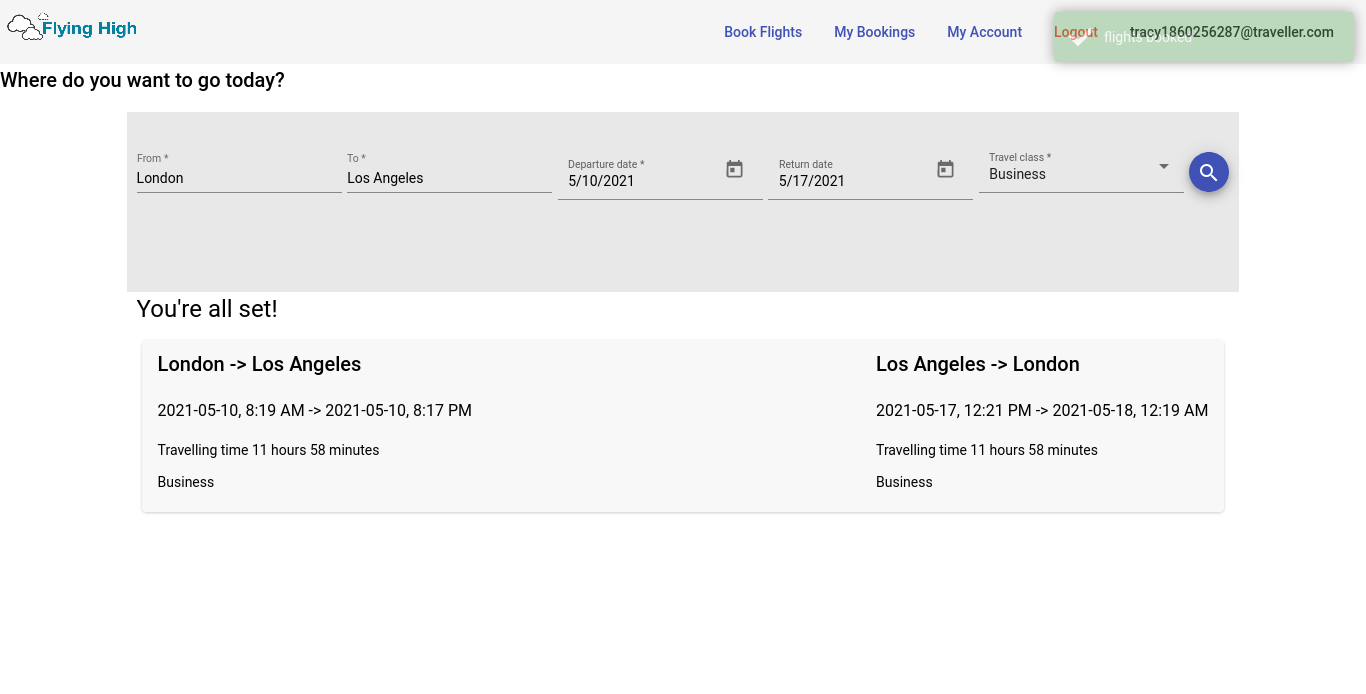 Flying High
Book Flights
My Bookings
My Account
Logout
tracy1860256287@traveller.com
flights booked
Where do you want to go today?
From *
London
To *
Los Angeles
Departure date *
5/10/2021
Return date
5/17/2021
Travel class *
Business
You're all set!
London -> Los Angeles
2021-05-10, 8:19 AM -> 2021-05-10, 8:17 PM
Travelling time 11 hours 58 minutes
Business
Los Angeles -> London
2021-05-17, 12:21 PM -> 2021-05-18, 12:19 AM
Travelling time 11 hours 58 minutes
Business